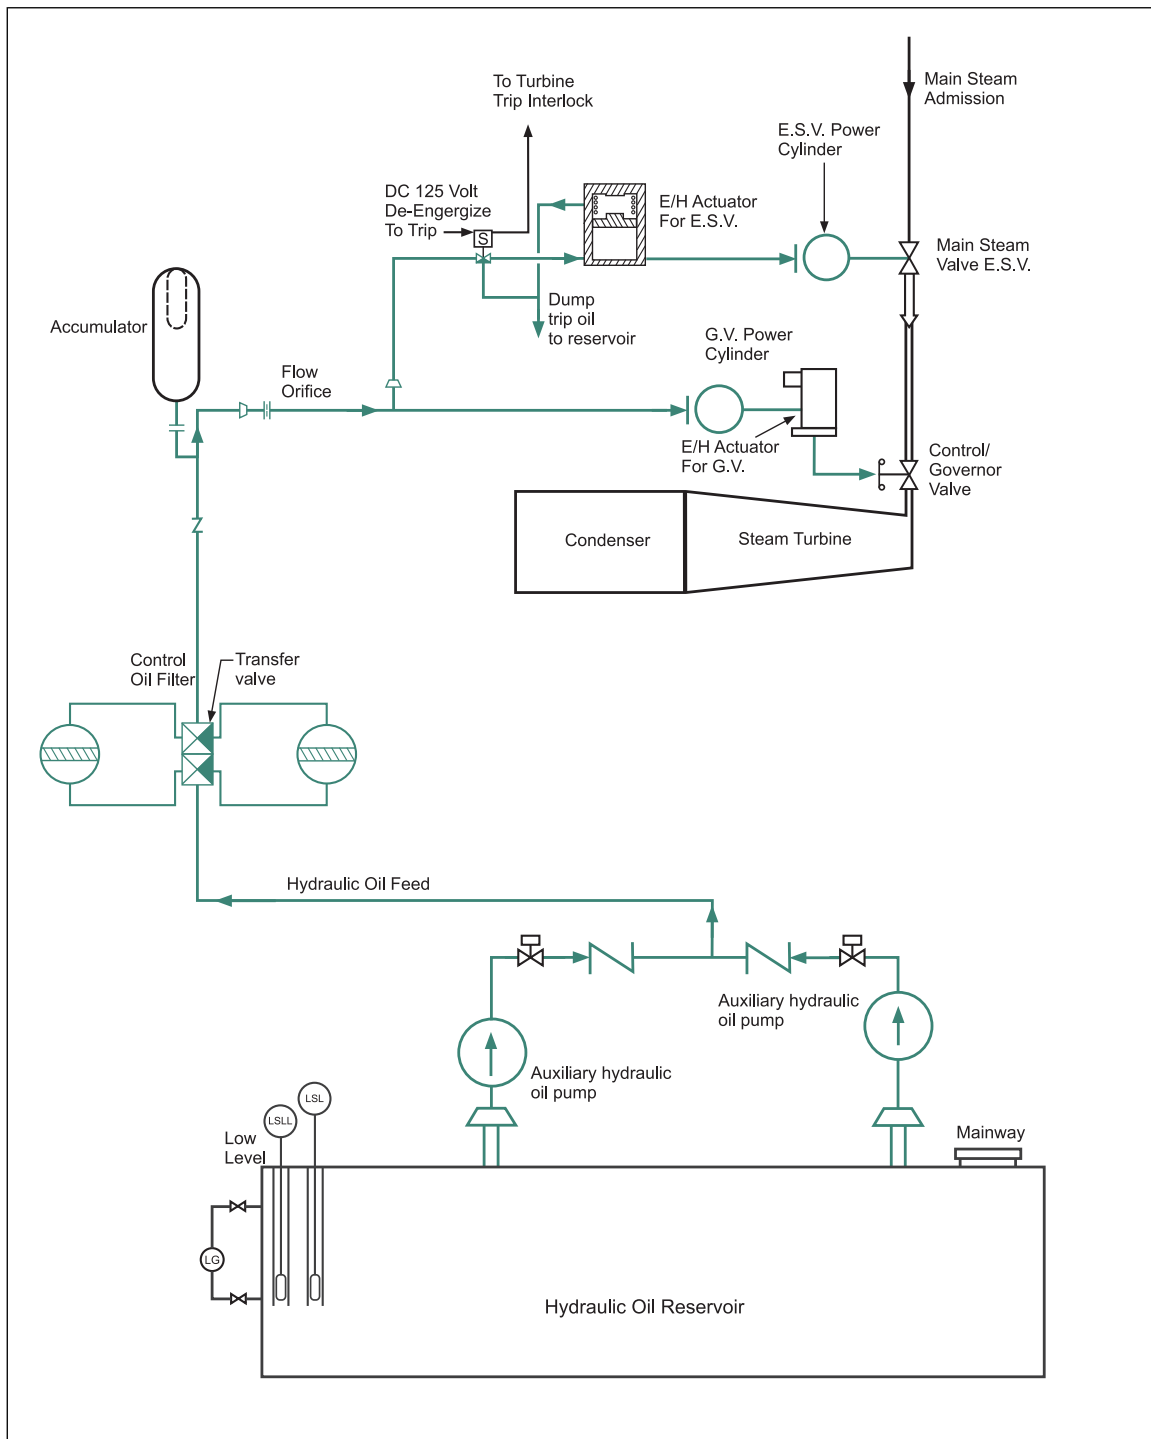 To Turbine
Trip Interlock
Main Steam
Admission
E.S.V. Power
Cylinder
DC 125 Volt
De-Engergize
To Trip
S
E/H Actuator
For E.S.V.
Main Steam
Valve E.S.V.
Accumulator
Dump
trip oil
to reservoir
G.V. Power
Cylinder
Flow
Orifice
E/H Actuator
For G.V.
Control/
Governor
Valve
Condenser
Steam Turbine
Control
Oil Filter
Transfer
valve
Hydraulic Oil Feed
Auxiliary hydraulic
oil pump
Auxiliary hydraulic
oil pump
LSL
LSLL
Low
Level
Mainway
LG
Hydraulic Oil Reservoir